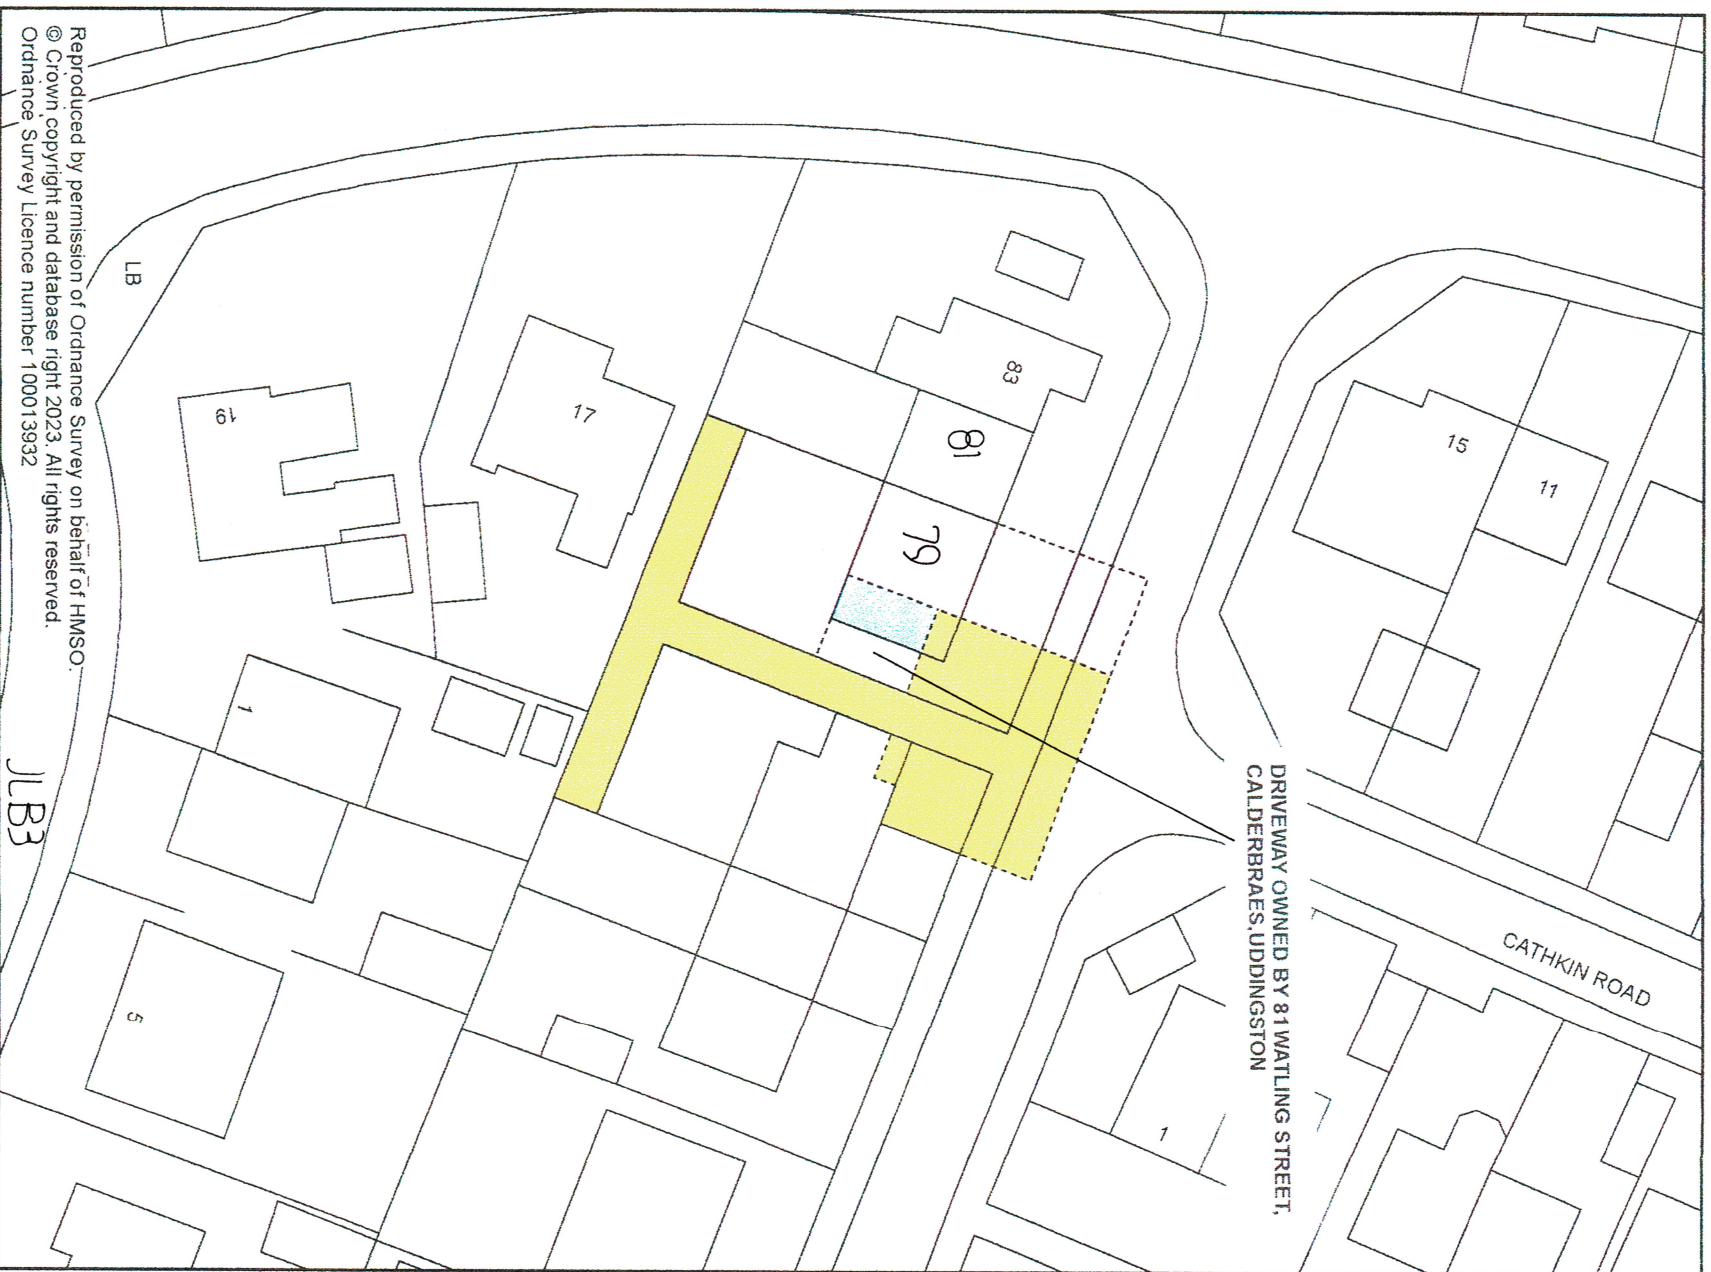 Reproduced by permission of Ordnance Survey on behalf of HMSO.
© Crown copyright and database right 2023. All rights reserved.
Ordnance Survey Licence number 100013932
LB
19
17
83
81
79
15
11
DRIVEWAY OWNED BY 81 WATLING STREET,
CALDERBRAES, UDDINGSTON
CATHKIN ROAD
1
1
5
JLB3